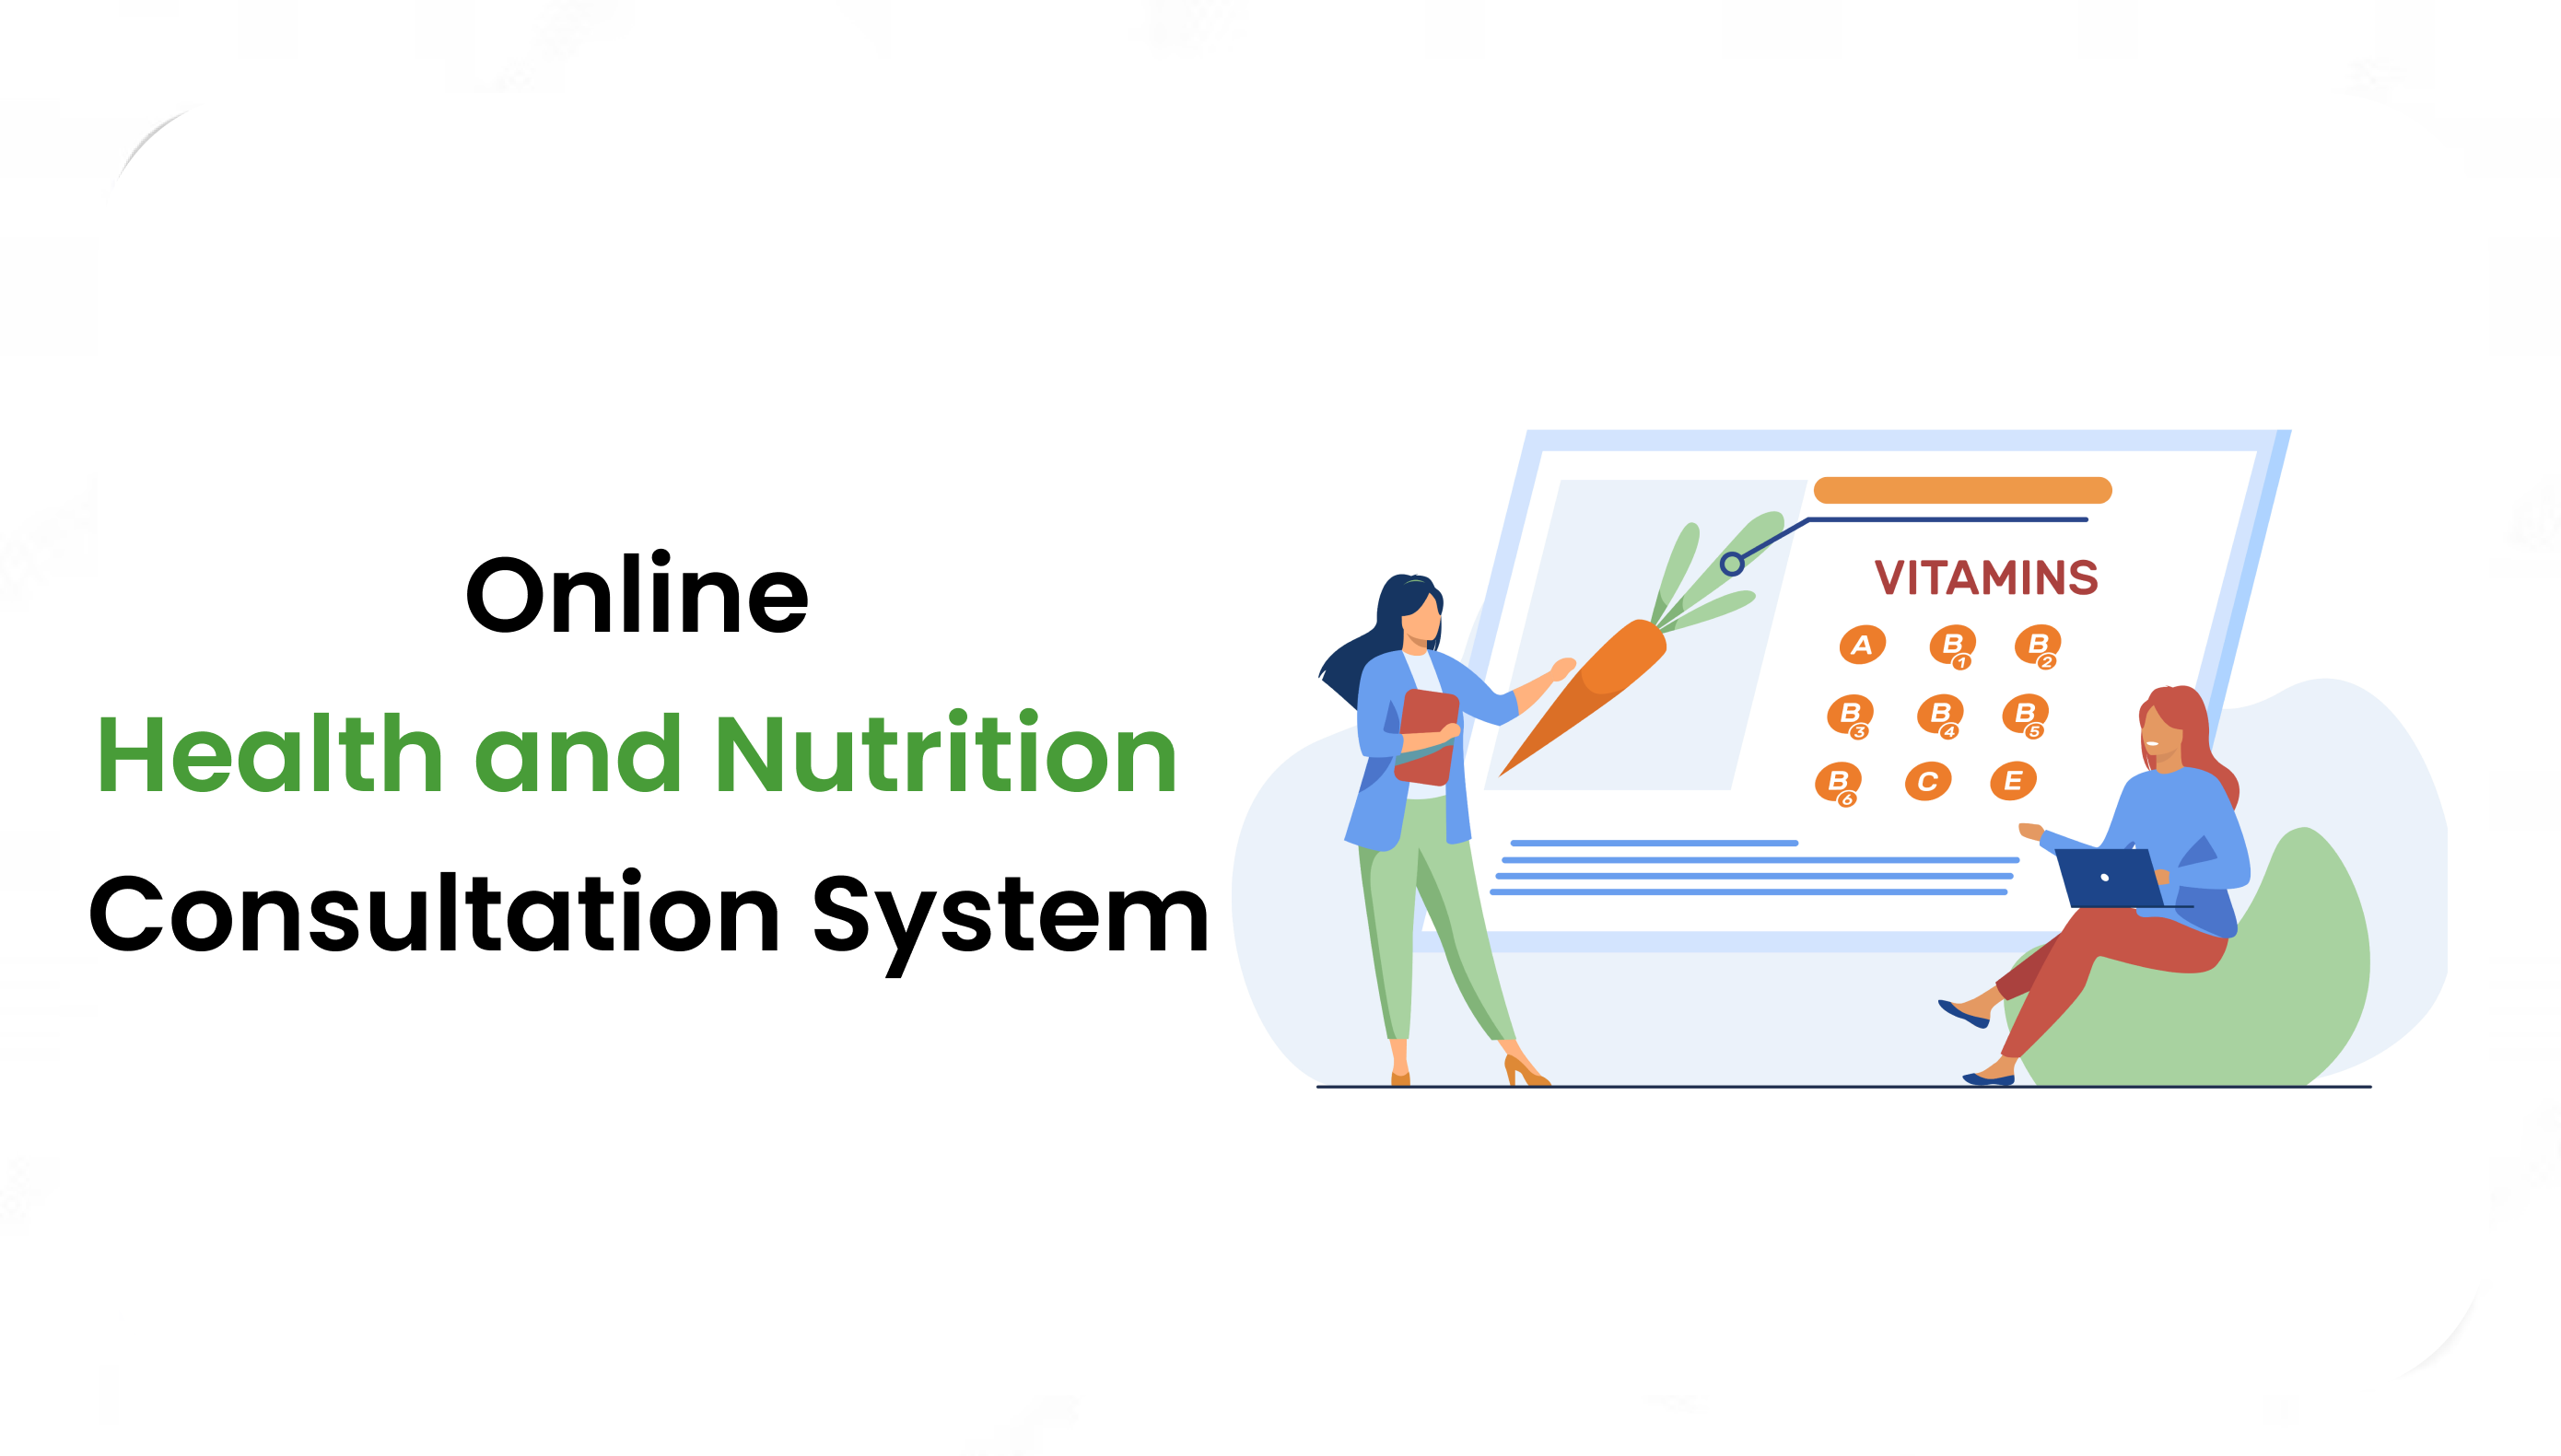 Online
Health and Nutrition
Consultation System
VITAMINS
A B1 B2
B3 B4 B5
B6 C E